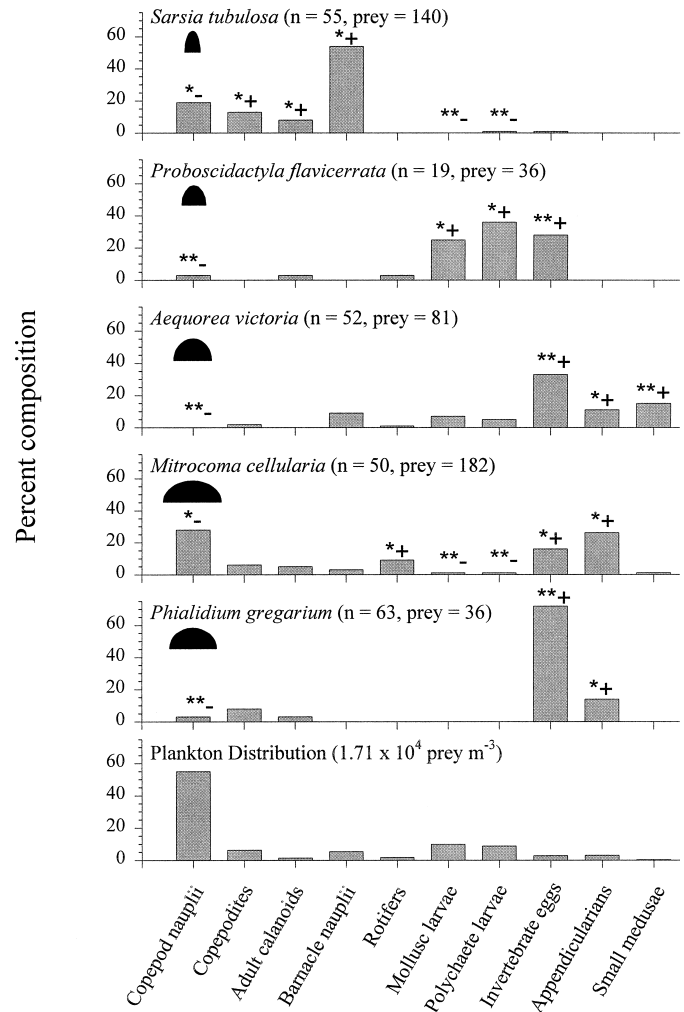 Percent composition
Sarsia tubulosa (n = 55, prey = 140)
60
40
20
0
*-
*+
*+
*+
**-
**-
Proboscidactyla flavicerrata (n = 19, prey = 36)
60
40
20
0
**-
*+
*+
**+
Aequorea victoria (n = 52, prey = 81)
60
40
20
0
**-
**+
*+
**+
Mitrocoma cellularia (n = 50, prey = 182)
60
40
20
0
*-
*+
**-
**-
*+
*+
Phialidium gregarium (n = 63, prey = 36)
60
40
20
0
**-
**+
*+
Plankton Distribution (1.71 x 10⁴ prey m⁻³)
60
40
20
0
Copepod nauplii
Copepodites
Adult calanoids
Barnacle nauplii
Rotifers
Mollusc larvae
Polychaete larvae
Invertebrate eggs
Appendicularians
Small medusae